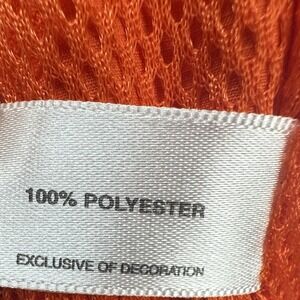 100% POLYESTER
EXCLUSIVE OF DECORATION